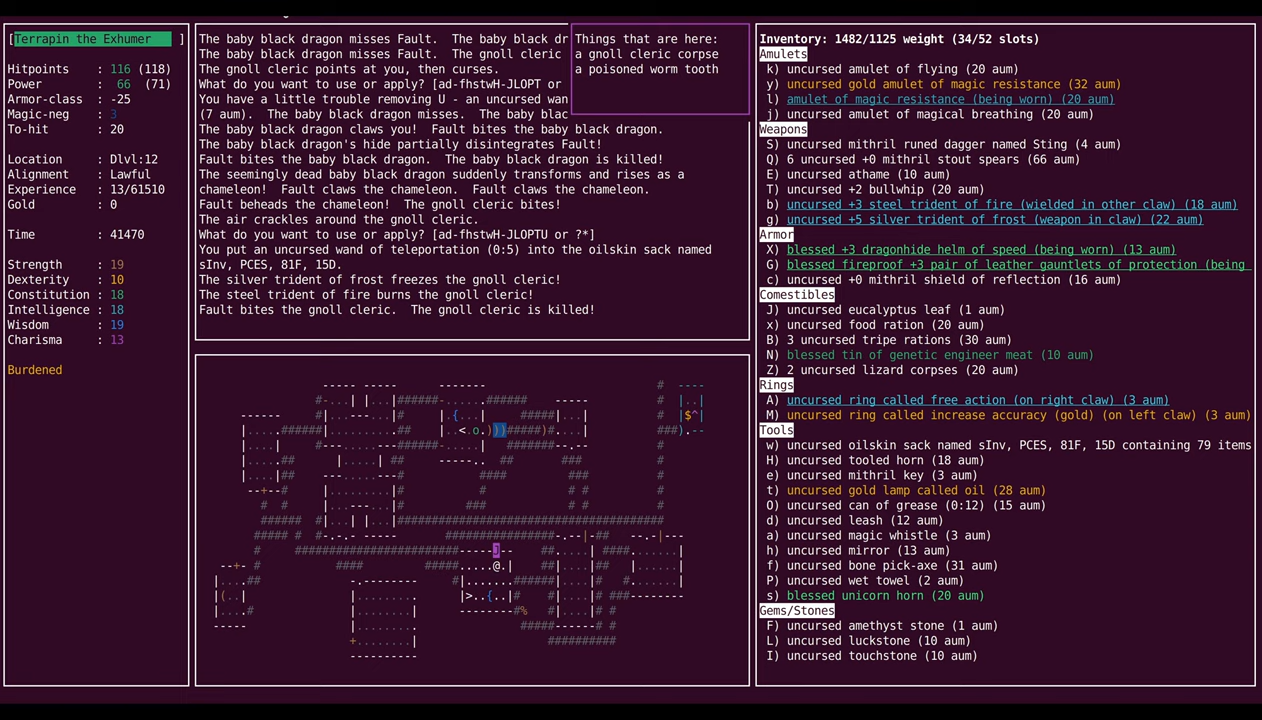 [Terrapin the Exhumer ]
Hitpoints : 116 (118)
Power : 66 (71)
Armor-class : -25
Magic-neg : 3
To-hit : 20
Location : Dlvl:12
Alignment : Lawful
Experience : 13/61510
Gold : 0
Time : 41470
Strength : 19
Dexterity : 10
Constitution : 18
Intelligence : 18
Wisdom : 19
Charisma : 13
Burdened
The baby black dragon misses Fault. The baby black dr
The baby black dragon misses Fault. The gnoll cleric
The gnoll cleric points at you, then curses.
What do you want to use or apply? [ad-fhstwH-JLOPT or
You have a little trouble removing U - an uncursed wan
(7 aum). The baby black dragon misses. The baby blac
The baby black dragon claws you! Fault bites the baby black dragon.
The baby black dragon's hide partially disintegrates Fault!
Fault bites the baby black dragon. The baby black dragon is killed!
The seemingly dead baby black dragon suddenly transforms and rises as a
chameleon! Fault claws the chameleon. Fault claws the chameleon.
Fault beheads the chameleon! The gnoll cleric bites!
The air crackles around the gnoll cleric.
What do you want to use or apply? [ad-fhstwH-JLOPTU or ?*]
You put an uncursed wand of teleportation (0:5) into the oilskin sack named
sInv, PCES, 81F, 15D.
The silver trident of frost freezes the gnoll cleric!
The steel trident of fire burns the gnoll cleric!
Fault bites the gnoll cleric. The gnoll cleric is killed!
Things that are here:
a gnoll cleric corpse
a poisoned worm tooth
Inventory: 1482/1125 weight (34/52 slots)
Amulets
k) uncursed amulet of flying (20 aum)
y) uncursed gold amulet of magic resistance (32 aum)
l) amulet of magic resistance (being worn) (20 aum)
j) uncursed amulet of magical breathing (20 aum)
Weapons
S) uncursed mithril runed dagger named Sting (4 aum)
Q) 6 uncursed +0 mithril stout spears (66 aum)
E) uncursed athame (10 aum)
T) uncursed +2 bullwhip (20 aum)
b) uncursed +3 steel trident of fire (wielded in other claw) (18 aum)
g) uncursed +5 silver trident of frost (weapon in claw) (22 aum)
Armor
X) blessed +3 dragonhide helm of speed (being worn) (13 aum)
G) blessed fireproof +3 pair of leather gauntlets of protection (being
c) uncursed +0 mithril shield of reflection (16 aum)
Comestibles
J) uncursed eucalyptus leaf (1 aum)
x) uncursed food ration (20 aum)
B) 3 uncursed tripe rations (30 aum)
N) blessed tin of genetic engineer meat (10 aum)
Z) 2 uncursed lizard corpses (20 aum)
Rings
A) uncursed ring called free action (on right claw) (3 aum)
M) uncursed ring called increase accuracy (gold) (on left claw) (3 aum)
Tools
w) uncursed oilskin sack named sInv, PCES, 81F, 15D containing 79 items
H) uncursed tooled horn (18 aum)
e) uncursed mithril key (3 aum)
t) uncursed gold lamp called oil (28 aum)
O) uncursed can of grease (0:12) (15 aum)
d) uncursed leash (12 aum)
a) uncursed magic whistle (3 aum)
h) uncursed mirror (13 aum)
f) uncursed bone pick-axe (31 aum)
P) uncursed wet towel (2 aum)
s) blessed unicorn horn (20 aum)
Gems/Stones
F) uncursed amethyst stone (1 aum)
L) uncursed luckstone (10 aum)
I) uncursed touchstone (10 aum)